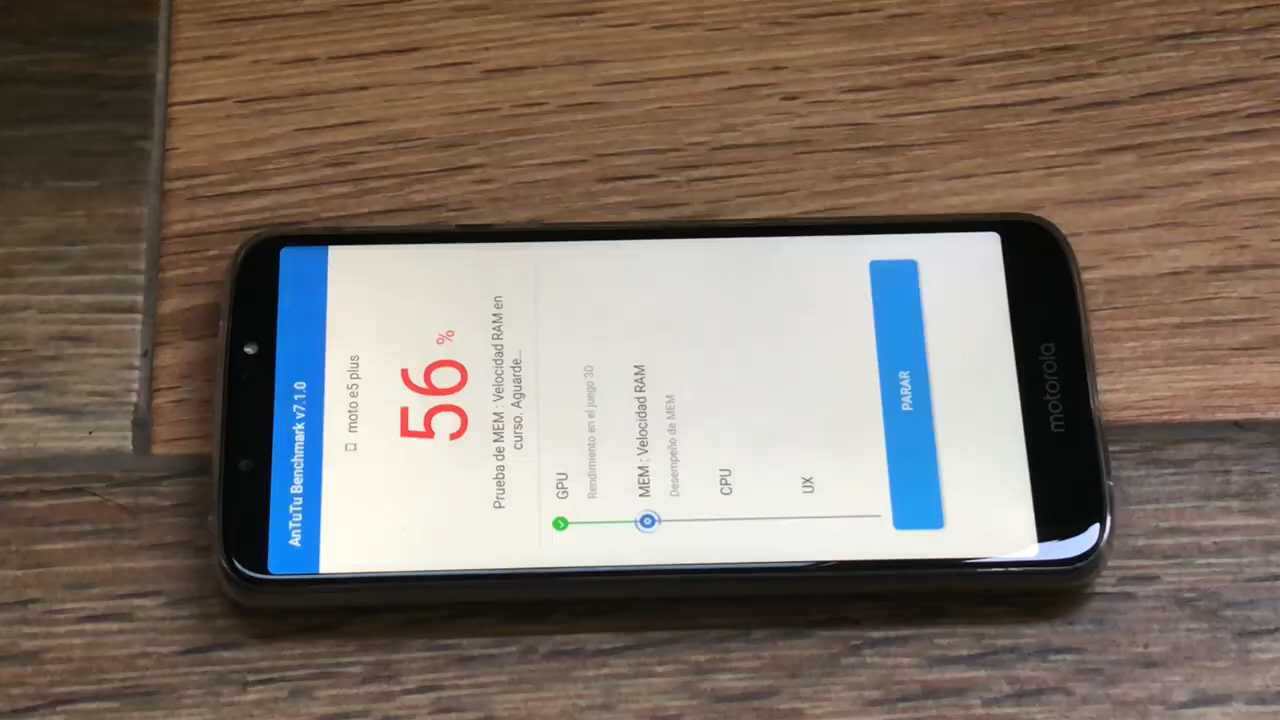 AnTuTu Benchmark v7.1.0
moto e5 plus
56 %
Prueba de MEM : Velocidad RAM en
curso. Aguarde...
GPU
Rendimiento en el juego 3D
MEM : Velocidad RAM
Desempeño de MEM
CPU
UX
PARAR
motorola